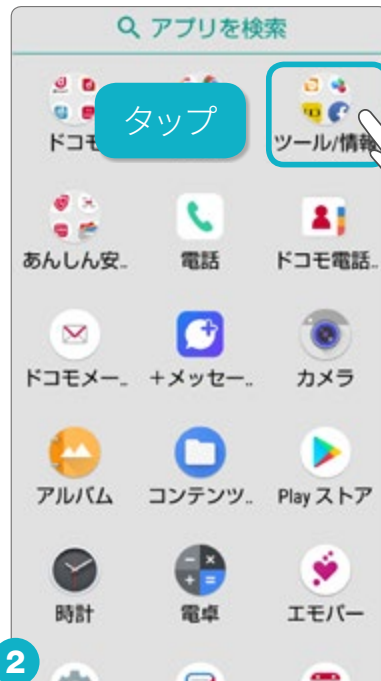 アプリを検索
タップ
ドコモ
ツール/情報
あんしん安..
電話
ドコモ電話..
ドコモメー..
+メッセー..
カメラ
アルバム
コンテンツ..
Play ストア
時計
電卓
エモパー
2